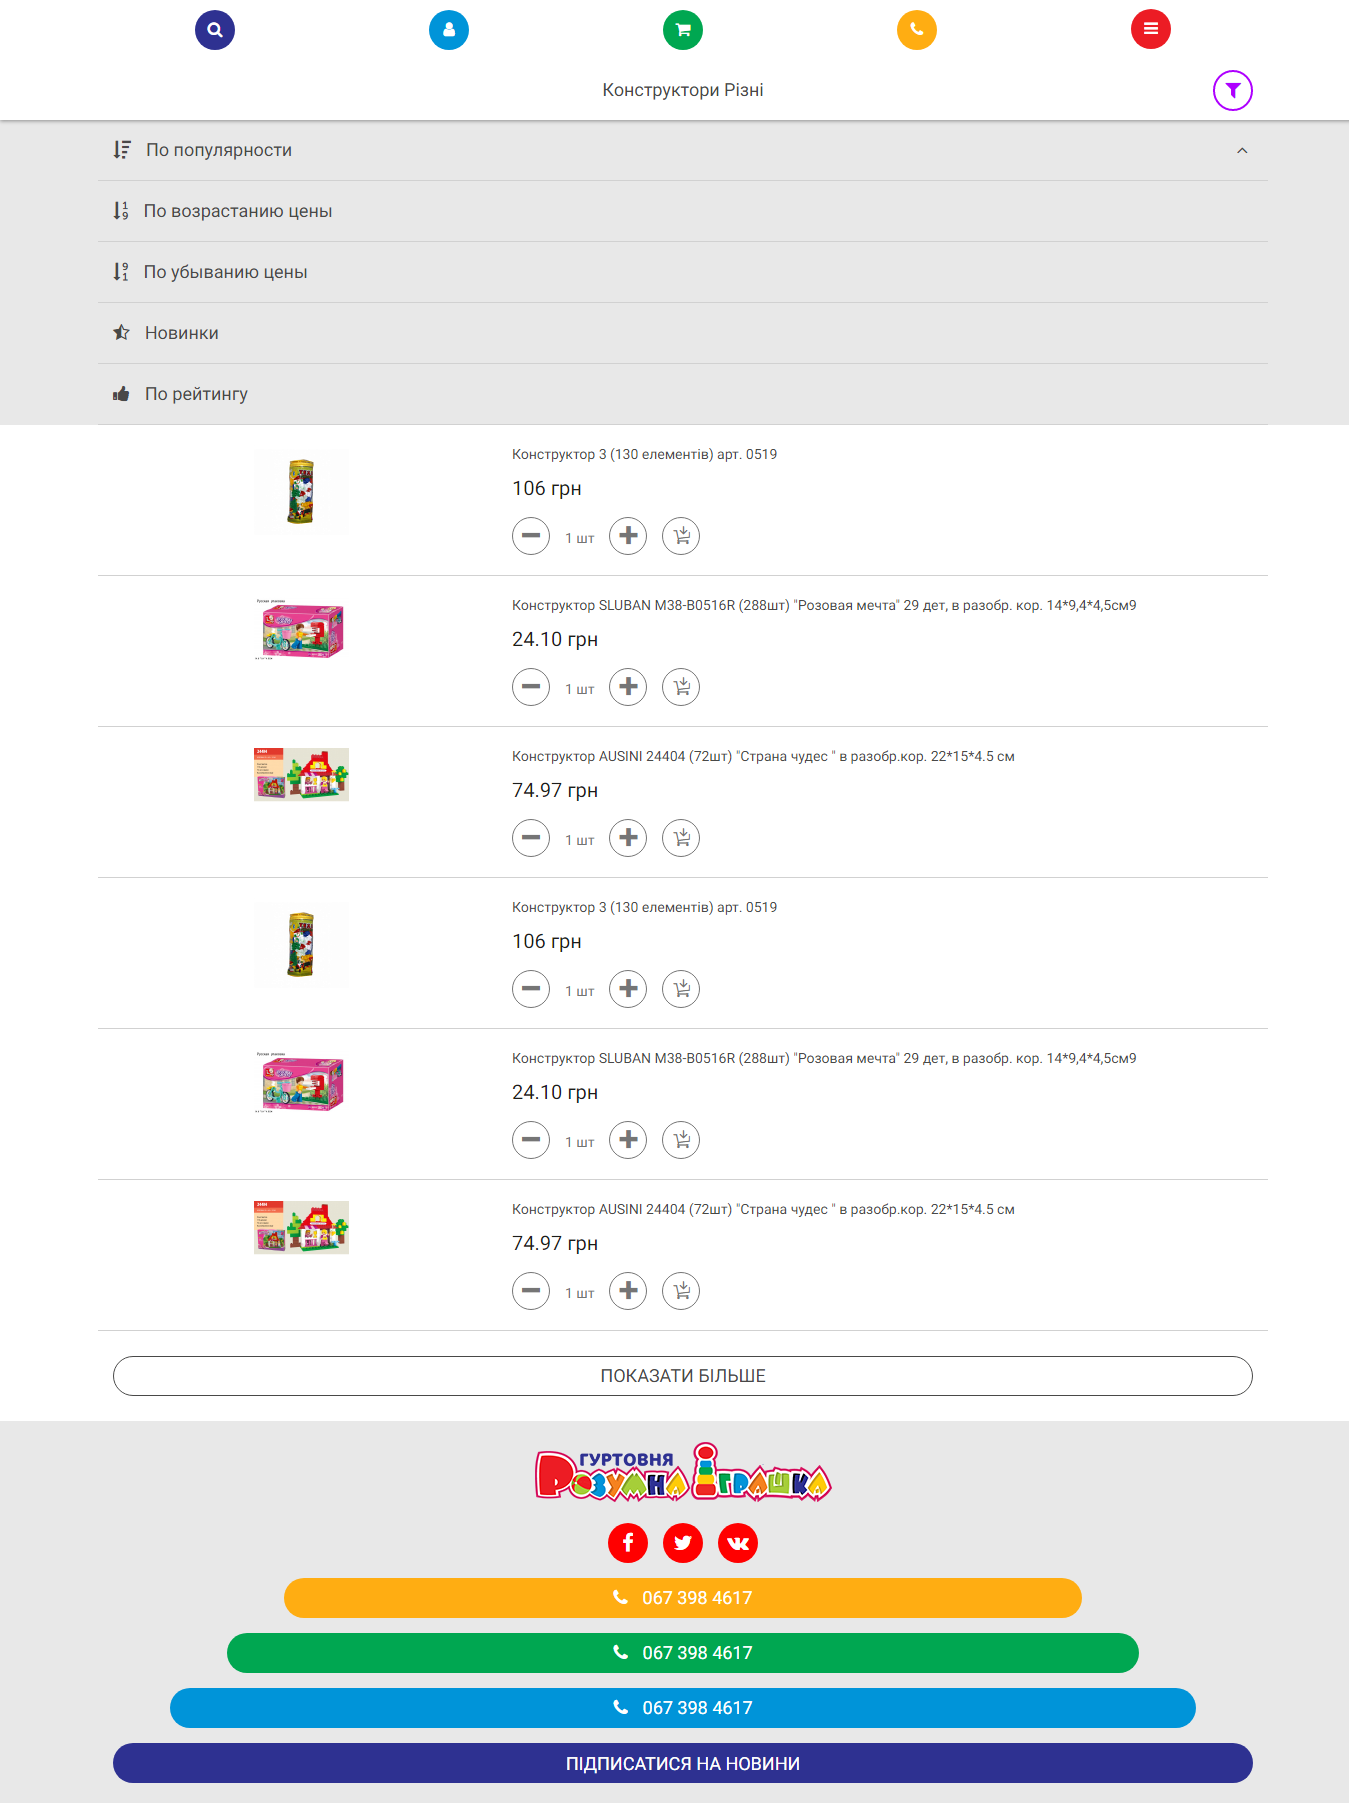 Конструктори Різні
По популярности
По возрастанию цены
По убыванию цены
Новинки
По рейтингу
Конструктор 3 (130 елементів) арт. 0519
106 грн
1 шт
Конструктор SLUBAN M38-B0516R (288шт) "Розовая мечта" 29 дет, в разобр. кор. 14*9,4*4,5см9
24.10 грн
1 шт
Конструктор AUSINI 24404 (72шт) "Страна чудес " в разобр.кор. 22*15*4.5 см
74.97 грн
1 шт
Конструктор 3 (130 елементів) арт. 0519
106 грн
1 шт
Конструктор SLUBAN M38-B0516R (288шт) "Розовая мечта" 29 дет, в разобр. кор. 14*9,4*4,5см9
24.10 грн
1 шт
Конструктор AUSINI 24404 (72шт) "Страна чудес " в разобр.кор. 22*15*4.5 см
74.97 грн
1 шт
ПОКАЗАТИ БІЛЬШЕ
ГУРТОВНЯ
РОЗУМНА ІГРАШКА
067 398 4617
067 398 4617
067 398 4617
ПІДПИСАТИСЯ НА НОВИНИ